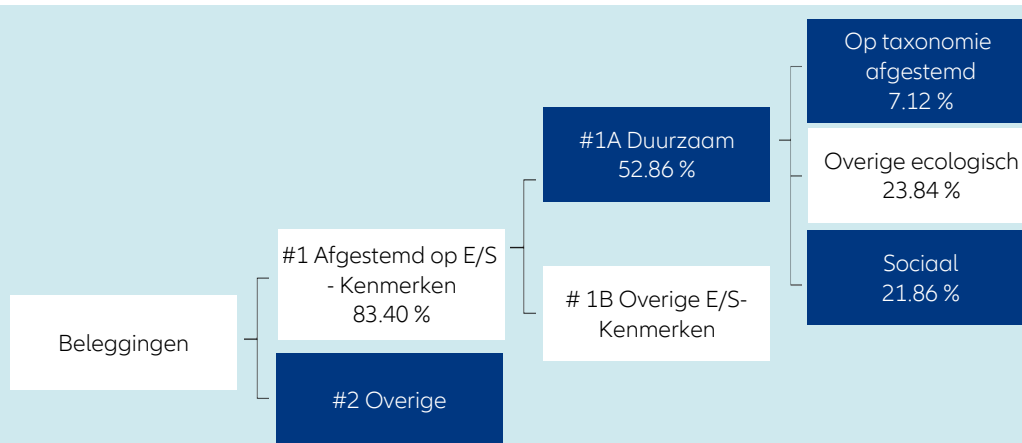 Op taxonomie
afgestemd
7.12 %
#1A Duurzaam
52.86 %
Overige ecologisch
23.84 %
#1 Afgestemd op E/S
- Kenmerken
83.40 %
Sociaal
21.86 %
# 1B Overige E/S-
Kenmerken
Beleggingen
#2 Overige